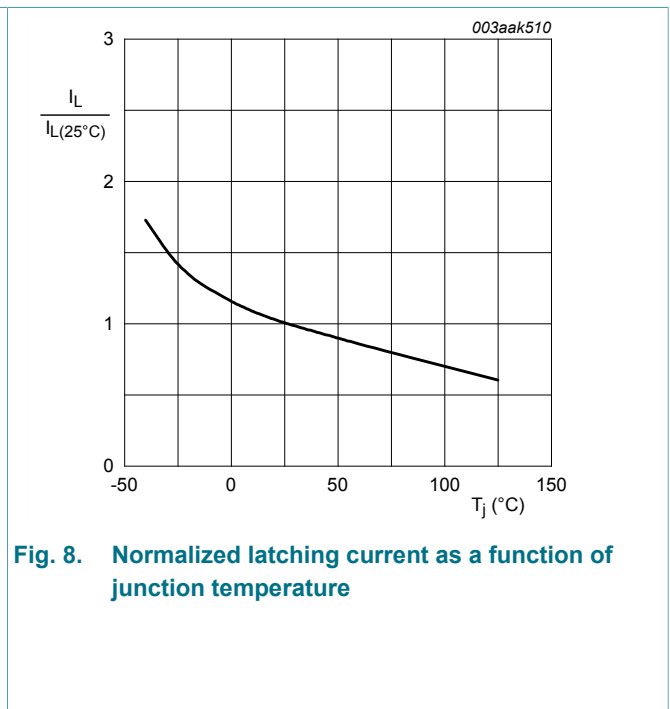 003aak510
3
I_L
I_L(25°C)
2
1
0
-50 0 50 100 150
T_j (°C)
Fig. 8. Normalized latching current as a function of
junction temperature